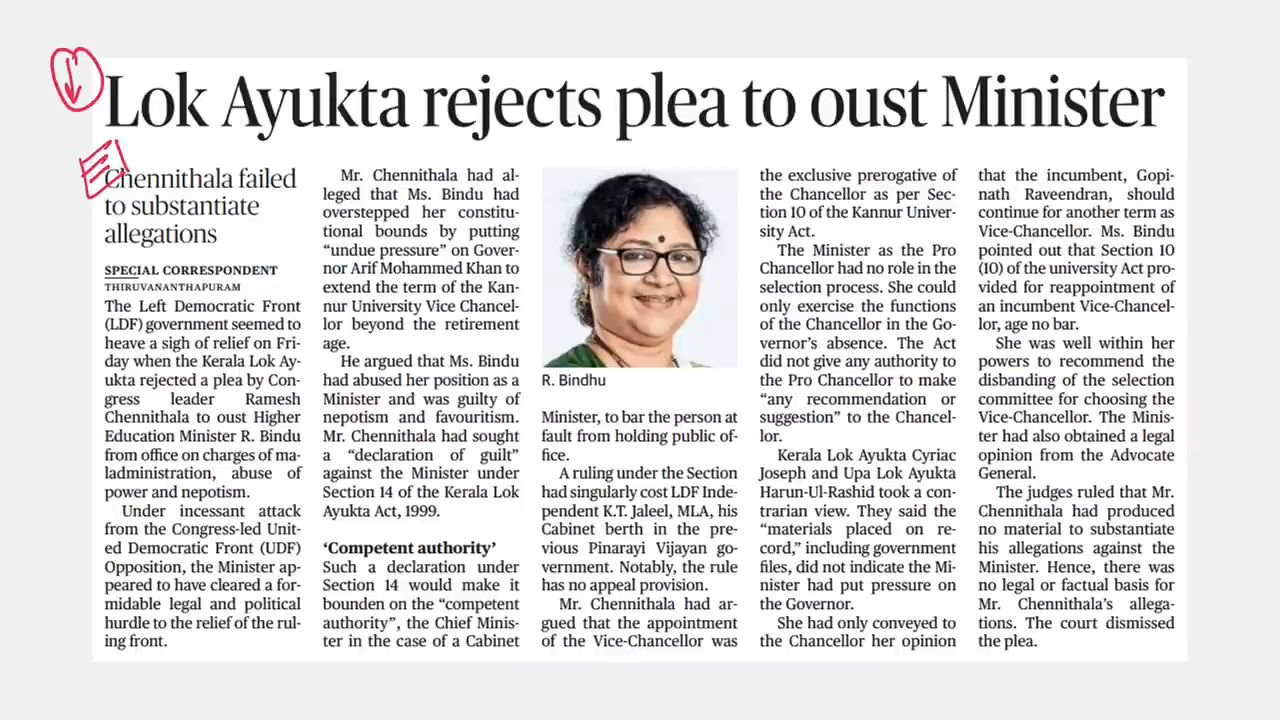 Lok Ayukta rejects plea to oust Minister
Chennithala failed
to substantiate
allegations
SPECIAL CORRESPONDENT
THIRUVANANTHAPURAM
The Left Democratic Front
(LDF) government seemed to
heave a sigh of relief on Fri-
day when the Kerala Lok Ay-
ukta rejected a plea by Con-
gress leader Ramesh
Chennithala to oust Higher
Education Minister R. Bindu
from office on charges of ma-
ladministration, abuse of
power and nepotism.
Under incessant attack
from the Congress-led Unit-
ed Democratic Front (UDF)
Opposition, the Minister ap-
peared to have cleared a for-
midable legal and political
hurdle to the relief of the rul-
ing front.
Mr. Chennithala had al-
leged that Ms. Bindu had
overstepped her constitu-
tional bounds by putting
“undue pressure” on Gover-
nor Arif Mohammed Khan to
extend the term of the Kan-
nur University Vice Chancel-
lor beyond the retirement
age.
He argued that Ms. Bindu
had abused her position as a
Minister and was guilty of
nepotism and favouritism.
Mr. Chennithala had sought
a “declaration of guilt”
against the Minister under
Section 14 of the Kerala Lok
Ayukta Act, 1999.
‘Competent authority’
Such a declaration under
Section 14 would make it
bounden on the “competent
authority”, the Chief Minis-
ter in the case of a Cabinet
R. Bindhu
Minister, to bar the person at
fault from holding public of-
fice.
A ruling under the Section
had singularly cost LDF Inde-
pendent K.T. Jaleel, MLA, his
Cabinet berth in the pre-
vious Pinarayi Vijayan go-
vernment. Notably, the rule
has no appeal provision.
Mr. Chennithala had ar-
gued that the appointment
of the Vice-Chancellor was
the exclusive prerogative of
the Chancellor as per Sec-
tion 10 of the Kannur Univer-
sity Act.
The Minister as the Pro
Chancellor had no role in the
selection process. She could
only exercise the functions
of the Chancellor in the Go-
vernor’s absence. The Act
did not give any authority to
the Pro Chancellor to make
“any recommendation or
suggestion” to the Chancel-
lor.
Kerala Lok Ayukta Cyriac
Joseph and Upa Lok Ayukta
Harun-Ul-Rashid took a con-
trarian view. They said the
“materials placed on re-
cord,” including government
files, did not indicate the Mi-
nister had put pressure on
the Governor.
She had only conveyed to
the Chancellor her opinion
that the incumbent, Gopi-
nath Raveendran, should
continue for another term as
Vice-Chancellor. Ms. Bindu
pointed out that Section 10
(10) of the university Act pro-
vided for reappointment of
an incumbent Vice-Chancel-
lor, age no bar.
She was well within her
powers to recommend the
disbanding of the selection
committee for choosing the
Vice-Chancellor. The Minis-
ter had also obtained a legal
opinion from the Advocate
General.
The judges ruled that Mr.
Chennithala had produced
no material to substantiate
his allegations against the
Minister. Hence, there was
no legal or factual basis for
Mr. Chennithala’s allega-
tions. The court dismissed
the plea.